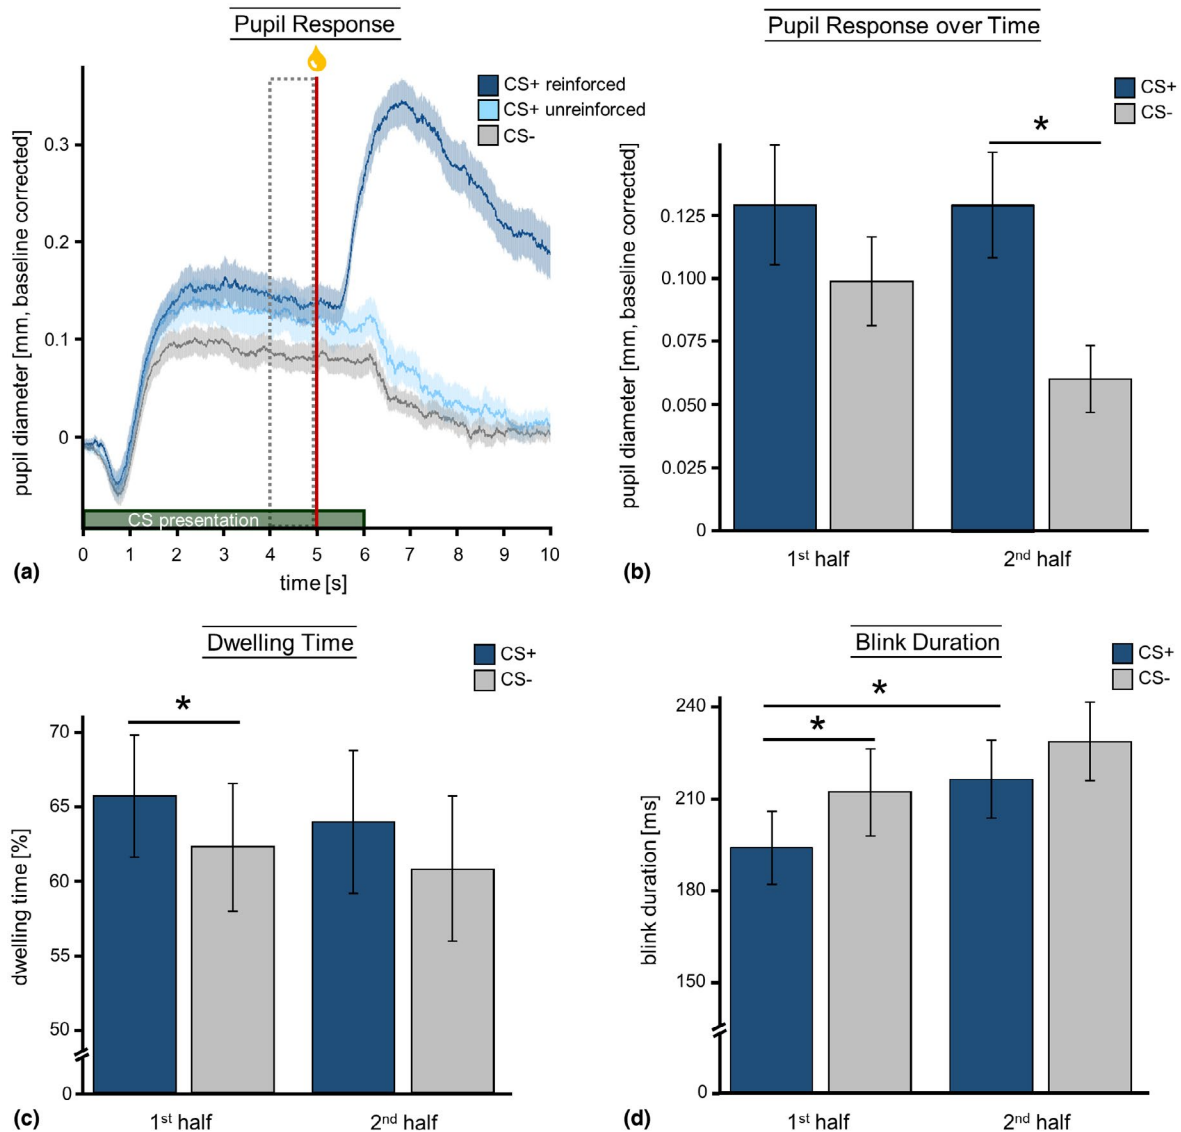 Pupil Response
CS+ reinforced
CS+ unreinforced
CS-
pupil diameter [mm, baseline corrected]
0.3
0.2
0.1
0
CS presentation
0 1 2 3 4 5 6 7 8 9 10
time [s]
(a)
Pupil Response over Time
CS+
CS-
*
pupil diameter [mm, baseline corrected]
0.125
0.100
0.075
0.050
0.025
0
1st half 2nd half
(b)
Dwelling Time
CS+
CS-
*
dwelling time [%]
70
65
60
55
50
0
1st half 2nd half
(c)
Blink Duration
CS+
CS-
*
*
blink duration [ms]
240
210
180
150
0
1st half 2nd half
(d)